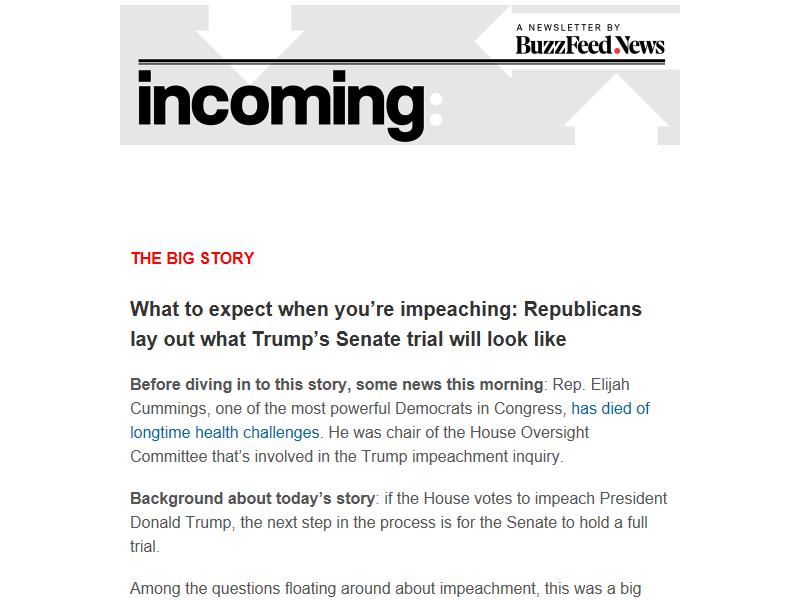 A NEWSLETTER BY
BuzzFeed.News
incoming:
THE BIG STORY
What to expect when you’re impeaching: Republicans
lay out what Trump’s Senate trial will look like
Before diving in to this story, some news this morning: Rep. Elijah
Cummings, one of the most powerful Democrats in Congress, has died of
longtime health challenges. He was chair of the House Oversight
Committee that’s involved in the Trump impeachment inquiry.
Background about today’s story: if the House votes to impeach President
Donald Trump, the next step in the process is for the Senate to hold a full
trial.
Among the questions floating around about impeachment, this was a big